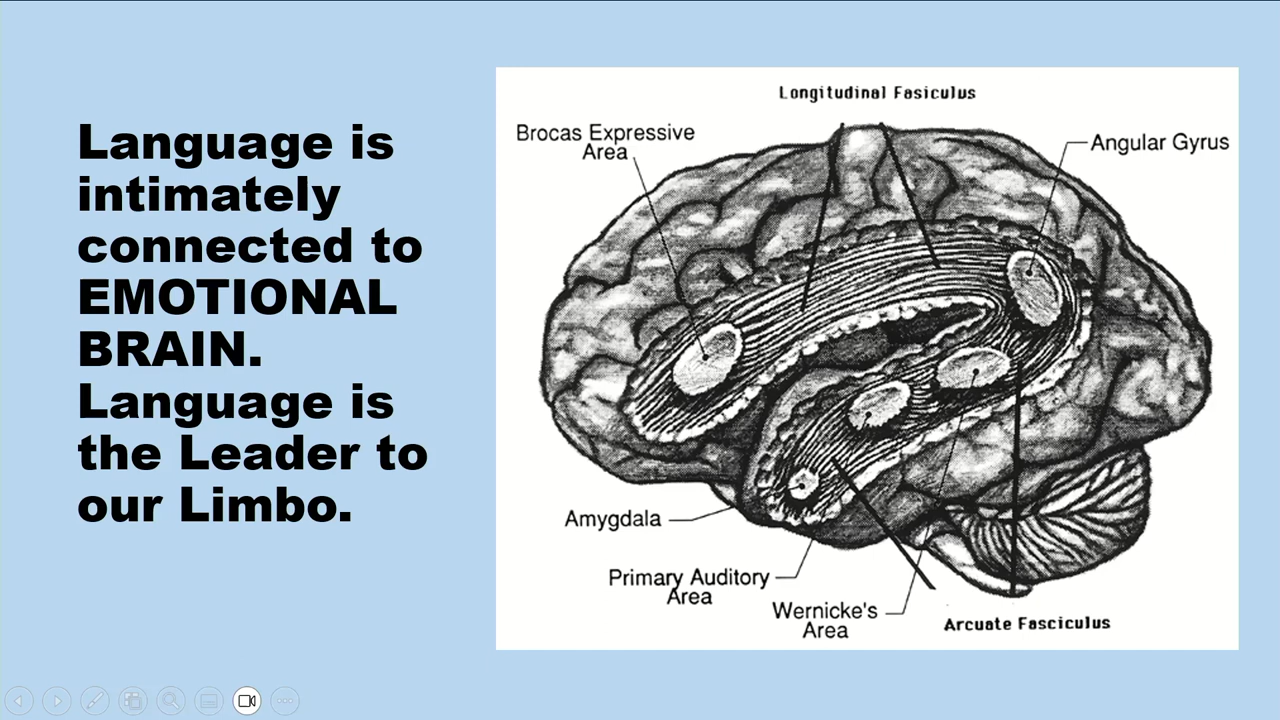 Language is
intimately
connected to
EMOTIONAL
BRAIN.
Language is
the Leader to
our Limbo.
Longitudinal Fasiculus
Brocas Expressive
Area
Angular Gyrus
Amygdala
Primary Auditory
Area
Wernicke's
Area
Arcuate Fasciculus